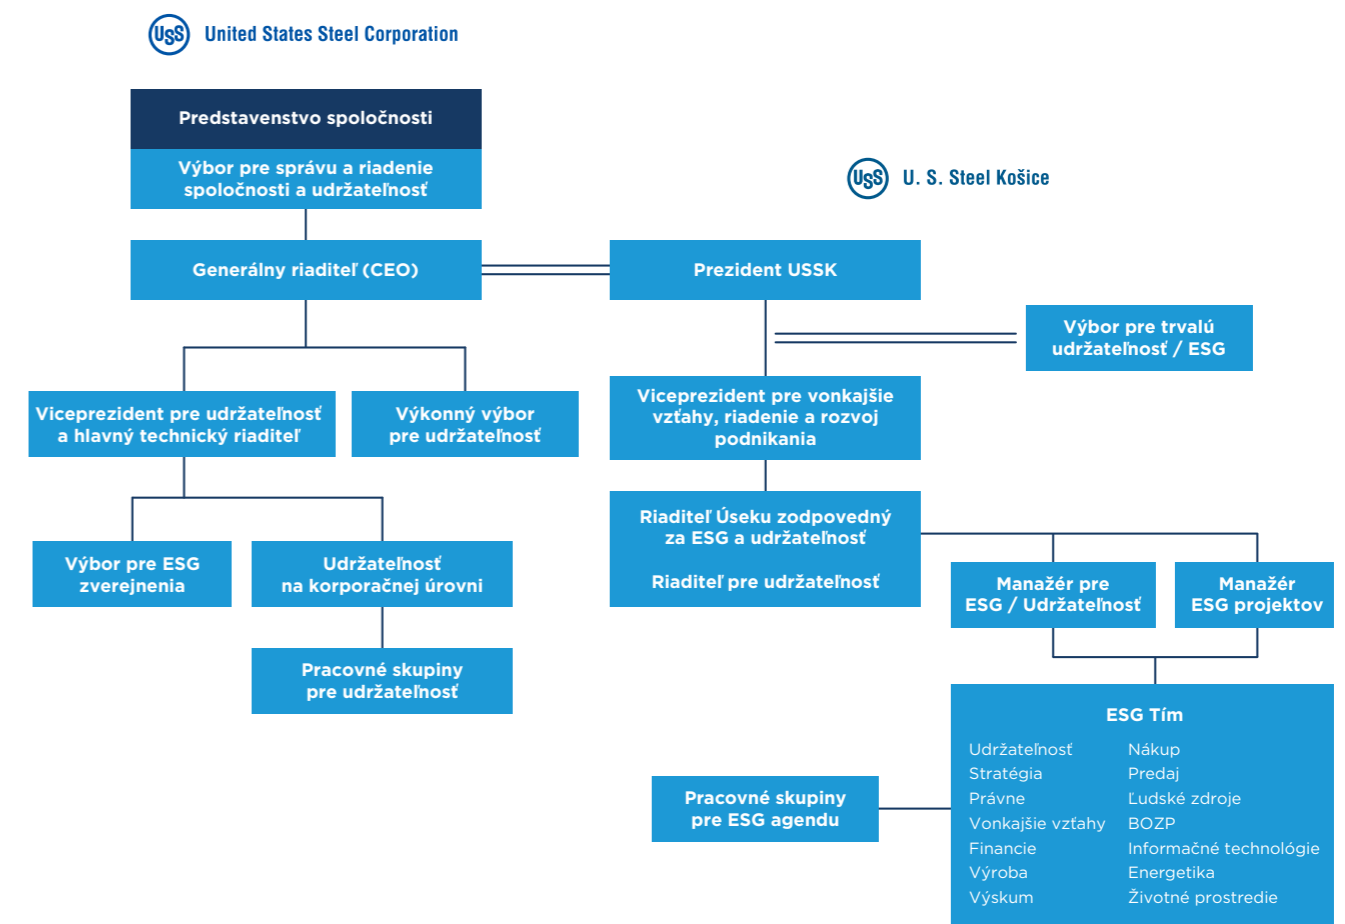 USS United States Steel Corporation
Predstavenstvo spoločnosti
Výbor pre správu a riadenie
spoločnosti a udržateľnosť
USS U. S. Steel Košice
Generálny riaditeľ (CEO)
Prezident USSK
Výbor pre trvalú
udržateľnosť / ESG
Viceprezident pre udržateľnosť
a hlavný technický riaditeľ
Výkonný výbor
pre udržateľnosť
Viceprezident pre vonkajšie
vzťahy, riadenie a rozvoj
podnikania
Riaditeľ Úseku zodpovedný
za ESG a udržateľnosť
Riaditeľ pre udržateľnosť
Výbor pre ESG
zverejnenia
Udržateľnosť
na korporačnej úrovni
Manažér pre
ESG / Udržateľnosť
Manažér
ESG projektov
Pracovné skupiny
pre udržateľnosť
ESG Tím
Udržateľnosť
Stratégia
Právne
Vonkajšie vzťahy
Financie
Výroba
Výskum
Nákup
Predaj
Ľudské zdroje
BOZP
Informačné technológie
Energetika
Životné prostredie
Pracovné skupiny
pre ESG agendu